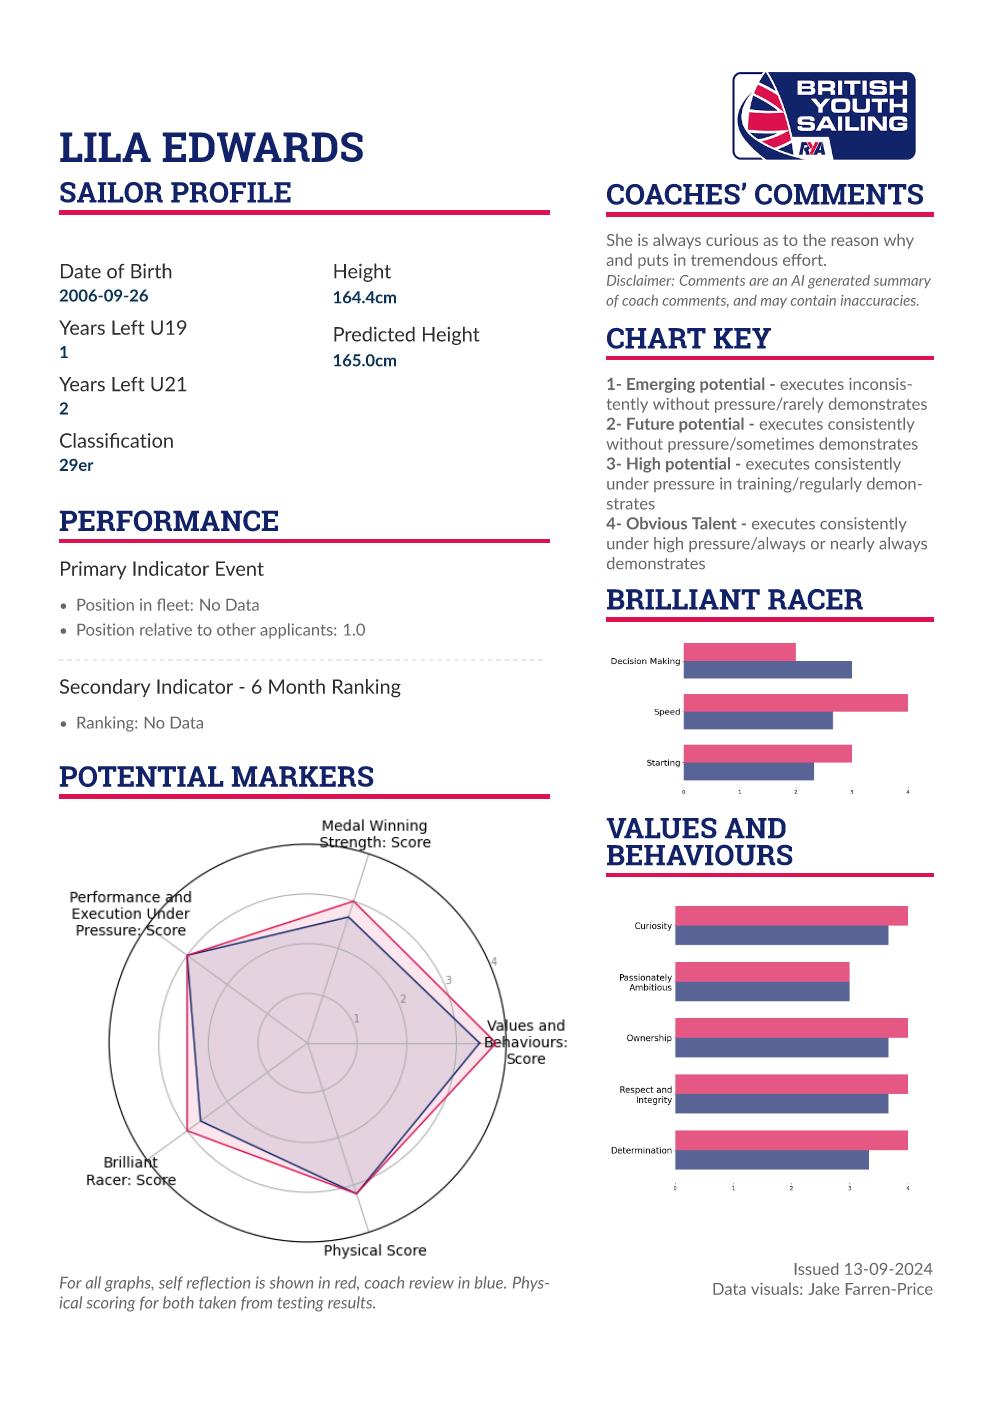 BRITISH
YOUTH
SAILING
RYA
LILA EDWARDS
SAILOR PROFILE
Date of Birth
2006-09-26
Years Left U19
1
Years Left U21
2
Classification
29er
Height
164.4cm
Predicted Height
165.0cm
PERFORMANCE
Primary Indicator Event
• Position in fleet: No Data
• Position relative to other applicants: 1.0
Secondary Indicator - 6 Month Ranking
• Ranking: No Data
POTENTIAL MARKERS
Medal Winning
Strength: Score
Performance and
Execution Under
Pressure: Score
4
3
2
1
Values and
Behaviours:
Score
Brilliant
Racer: Score
Physical Score
For all graphs, self reflection is shown in red, coach review in blue. Phys-
ical scoring for both taken from testing results.
COACHES’ COMMENTS
She is always curious as to the reason why
and puts in tremendous effort.
Disclaimer: Comments are an AI generated summary
of coach comments, and may contain inaccuracies.
CHART KEY
1- Emerging potential - executes inconsis-
tently without pressure/rarely demonstrates
2- Future potential - executes consistently
without pressure/sometimes demonstrates
3- High potential - executes consistently
under pressure in training/regularly demon-
strates
4- Obvious Talent - executes consistently
under high pressure/always or nearly always
demonstrates
BRILLIANT RACER
Decision Making
Speed
Starting
0 1 2 3 4
VALUES AND
BEHAVIOURS
Curiosity
Passionately
Ambitious
Ownership
Respect and
Integrity
Determination
0 1 2 3 4
Issued 13-09-2024
Data visuals: Jake Farren-Price